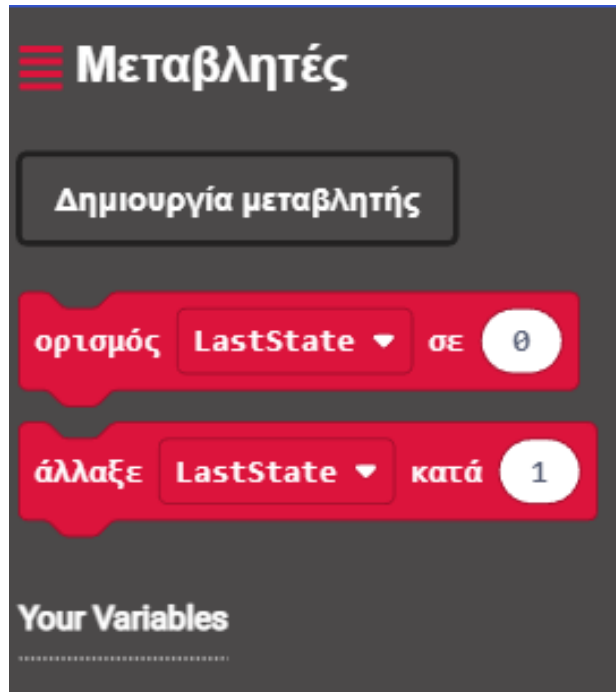 Μεταβλητές
Δημιουργία μεταβλητής
ορισμός LastState σε 0
άλλαξε LastState κατά 1
Your Variables